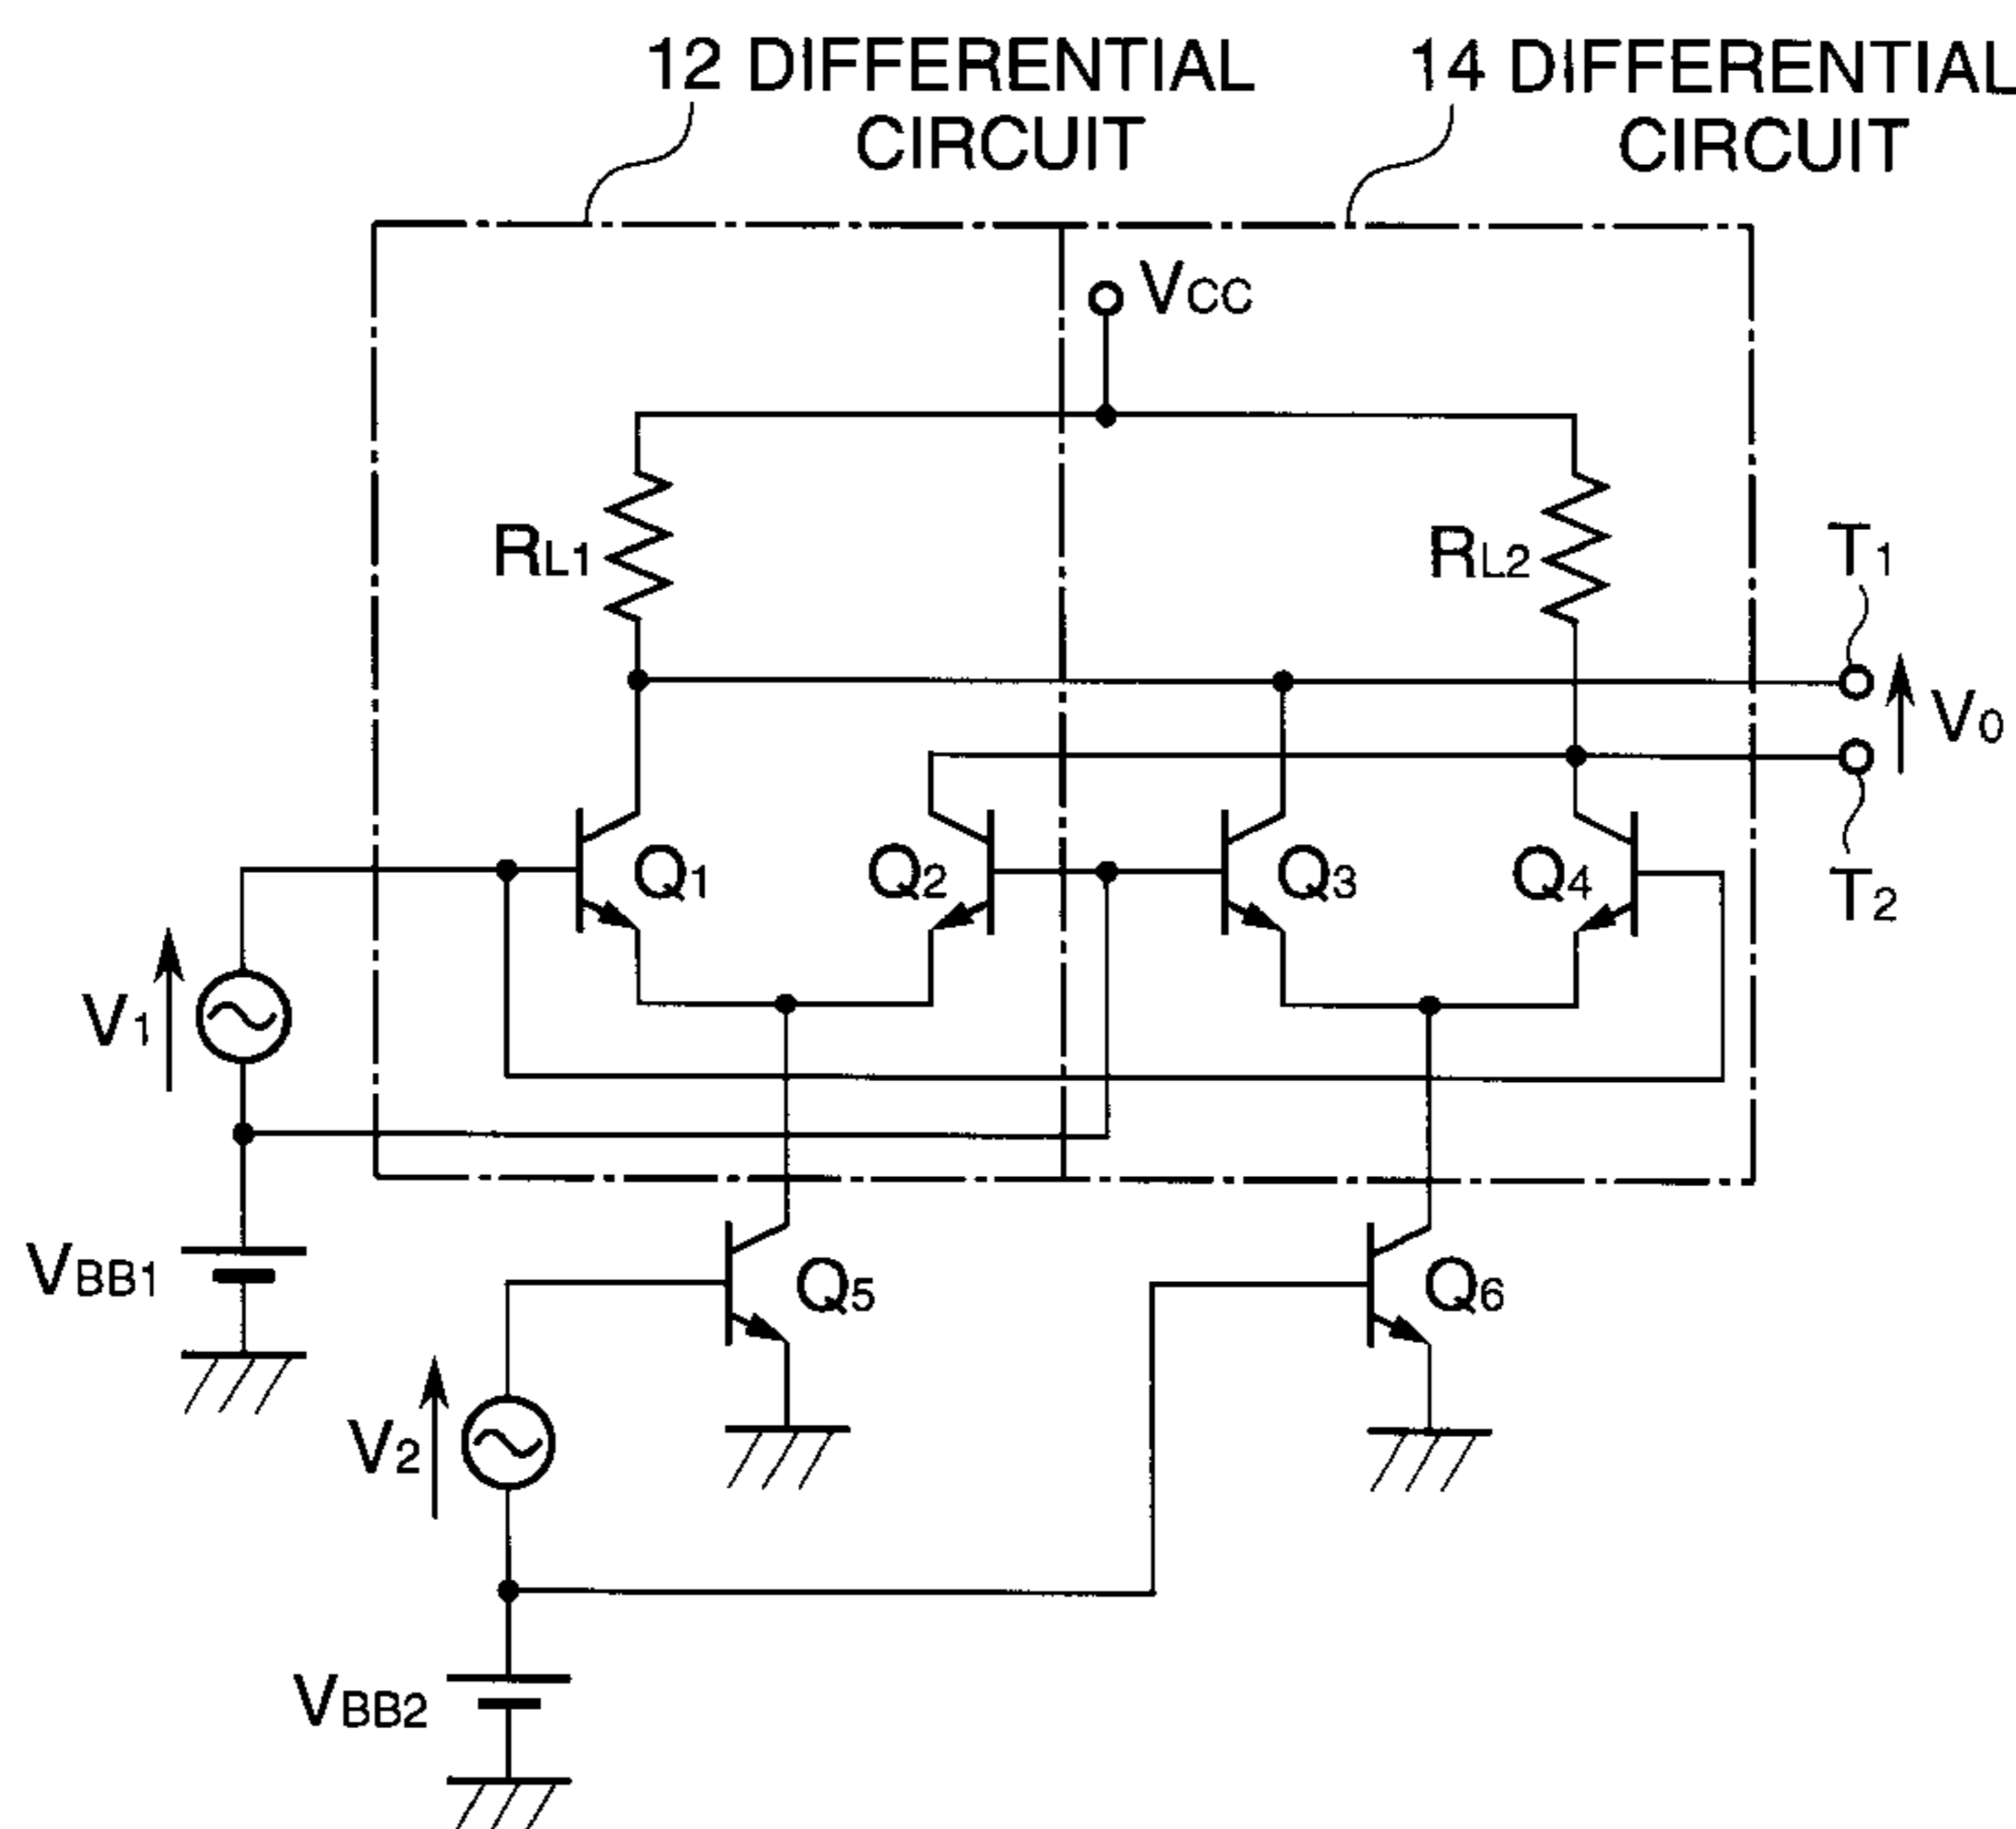 12 DIFFERENTIAL
CIRCUIT
14 DIFFERENTIAL
CIRCUIT
VCC
RL1
RL2
T1
V0
Q1
Q2
Q3
Q4
T2
V1
VBB1
Q5
Q6
V2
VBB2